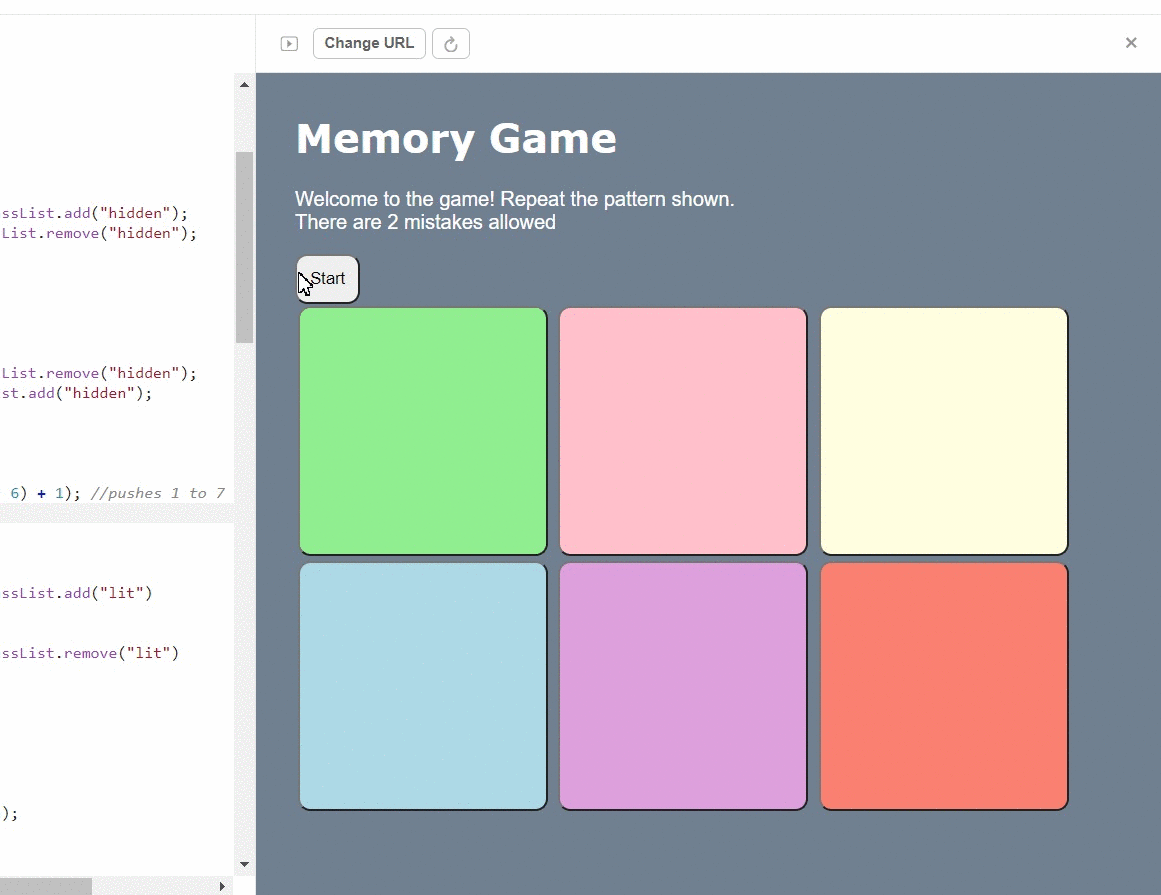 Change URL
Memory Game
Welcome to the game! Repeat the pattern shown.
There are 2 mistakes allowed
Start
ssList.add("hidden");
List.remove("hidden");
List.remove("hidden");
st.add("hidden");
6) + 1); //pushes 1 to 7
ssList.add("lit")
ssList.remove("lit")
);